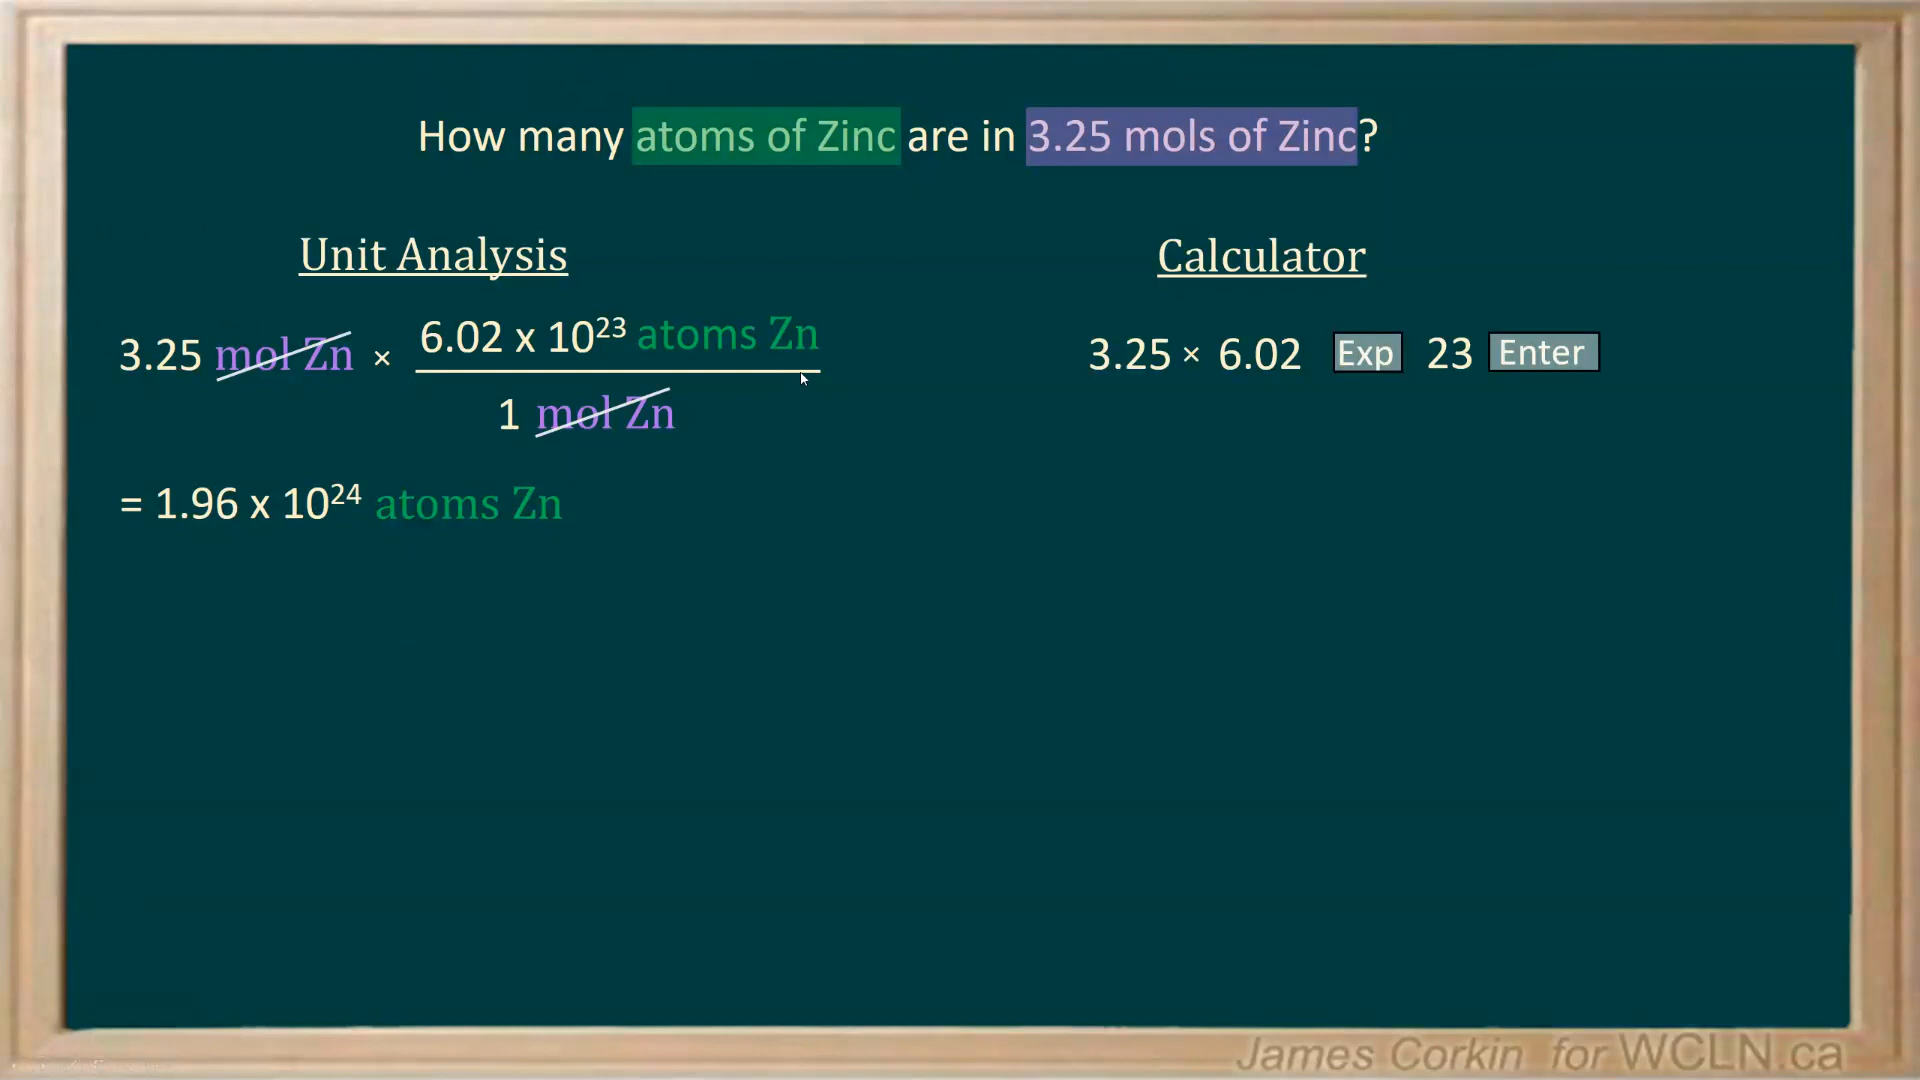 How many atoms of Zinc are in 3.25 mols of Zinc?
Unit Analysis
Calculator
3.25 mol Zn × 6.02 x 10²³ atoms Zn
1 mol Zn
3.25 × 6.02 Exp 23 Enter
= 1.96 x 10²⁴ atoms Zn
James Corkin for WCLN.ca